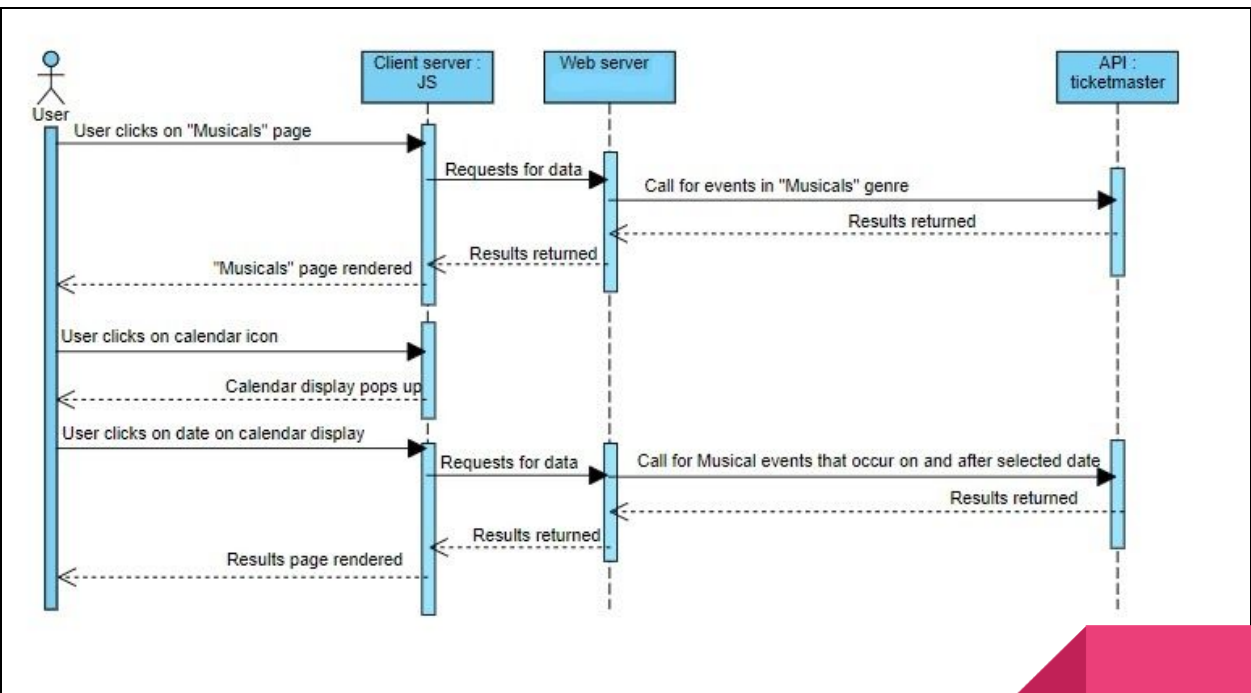 Client server :
JS
Web server
API :
ticketmaster
User
User clicks on "Musicals" page
Requests for data
Call for events in "Musicals" genre
Results returned
Results returned
"Musicals" page rendered
User clicks on calendar icon
Calendar display pops up
User clicks on date on calendar display
Requests for data
Call for Musical events that occur on and after selected date
Results returned
Results returned
Results page rendered